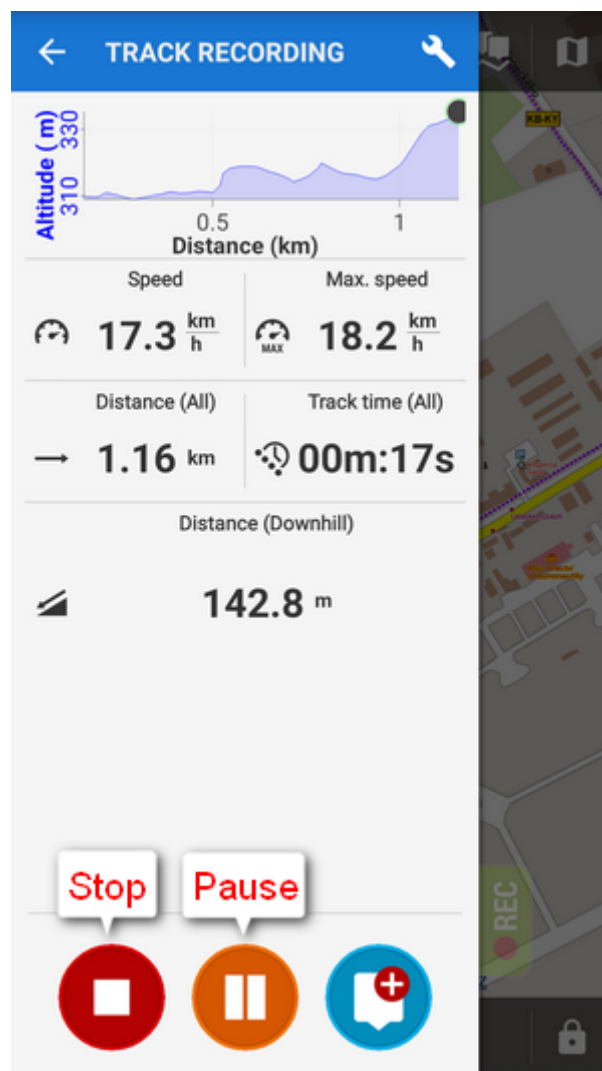 TRACK RECORDING
Altitude ( m)
330
310
0.5
1
Distance (km)
KB-KY
Speed
Max. speed
17.3 km/h
MAX
18.2 km/h
Distance (All)
Track time (All)
1.16 km
00m:17s
Distance (Downhill)
142.8 m
Stop
Pause
REC